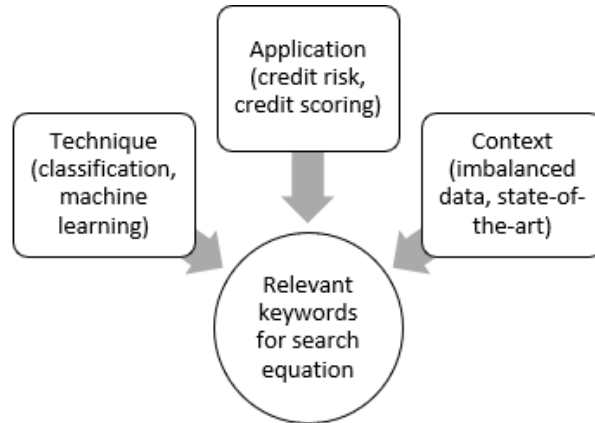 Application
(credit risk,
credit scoring)
Technique
(classification,
machine
learning)
Context
(imbalanced
data, state-of-
the-art)
Relevant
keywords
for search
equation